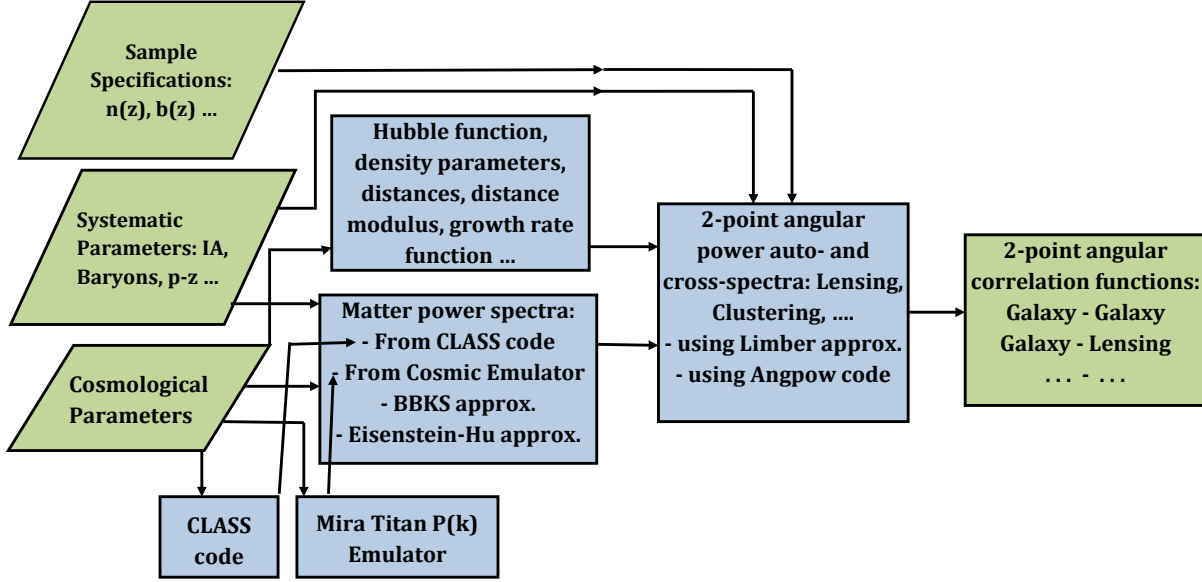 Sample
Specifications:
n(z), b(z) ...
Systematic
Parameters: IA,
Baryons, p-z ...
Cosmological
Parameters
Hubble function,
density parameters,
distances, distance
modulus, growth rate
function ...
Matter power spectra:
- From CLASS code
- From Cosmic Emulator
- BBKS approx.
- Eisenstein-Hu approx.
CLASS
code
Mira Titan P(k)
Emulator
2-point angular
power auto- and
cross-spectra: Lensing,
Clustering, ....
- using Limber approx.
- using Angpow code
2-point angular
correlation functions:
Galaxy - Galaxy
Galaxy - Lensing
. . . - . . .